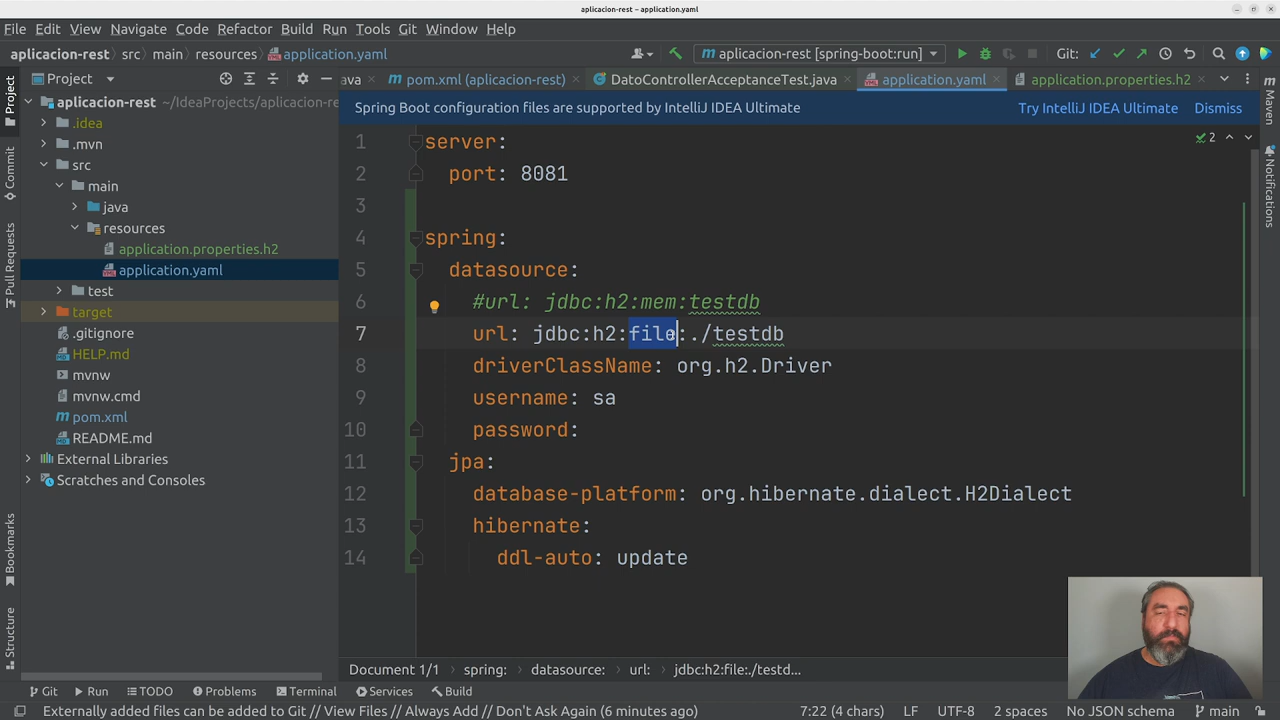 aplicacion-rest – application.yaml
File Edit View Navigate Code Refactor Build Run Tools Git Window Help
aplicacion-rest src main resources application.yaml aplicacion-rest [spring-boot:run] Git:
Project ava pom.xml (aplicacion-rest) DatoControllerAcceptanceTest.java application.yaml application.properties.h2
Spring Boot configuration files are supported by IntelliJ IDEA Ultimate Try IntelliJ IDEA Ultimate Dismiss
aplicacion-rest ~/IdeaProjects/aplicacion-re
.idea
.mvn
src
main
java
resources
application.properties.h2
application.yaml
test
target
.gitignore
HELP.md
mvnw
mvnw.cmd
pom.xml
README.md
External Libraries
Scratches and Consoles
1 server:
2 port: 8081
3
4 spring:
5 datasource:
6 #url: jdbc:h2:mem:testdb
7 url: jdbc:h2:file:./testdb
8 driverClassName: org.h2.Driver
9 username: sa
10 password:
11 jpa:
12 database-platform: org.hibernate.dialect.H2Dialect
13 hibernate:
14 ddl-auto: update
2
Project
Commit
Pull Requests
Bookmarks
Structure
Maven
Notifications
Document 1/1 spring: datasource: url: jdbc:h2:file:./testd...
Git Run TODO Problems Terminal Services Build
Externally added files can be added to Git // View Files // Always Add // Don't Ask Again (6 minutes ago) 7:22 (4 chars) LF UTF-8 2 spaces No JSON schema main